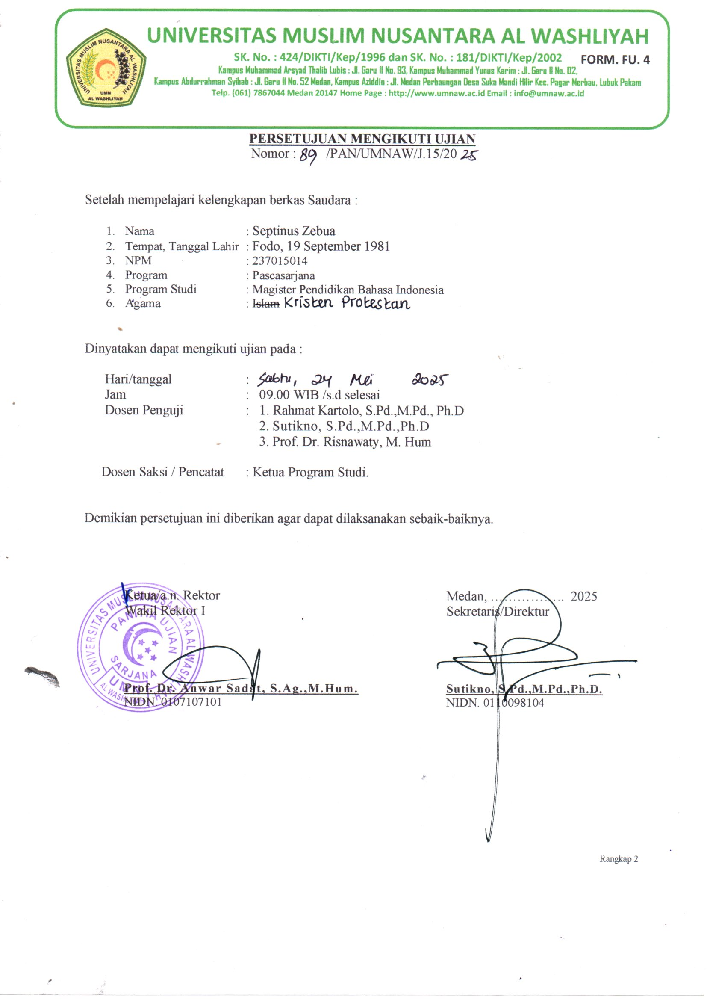 UNIVERSITAS MUSLIM NUSANTARA AL WASHLIYAH
SK. No. : 424/DIKTI/Kep/1996 dan SK. No. : 181/DIKTI/Kep/2002 FORM. FU. 4
Kampus Muhammad Arsyad Thalib Lubis : Jl. Garu II No. 93, Kampus Muhammad Yunus Karim : Jl. Garu II No. 02,
Kampus Abdurrahman Syihab : Jl. Garu II No. 52 Medan, Kampus Aziddin : Jl. Medan Perbaungan Desa Suka Mandi Hilir Kec. Pagar Merbau, Lubuk Pakam
Telp. (061) 7867044 Medan 20147 Home Page : http://www.umnaw.ac.id Email : info@umnaw.ac.id
UNIVERSITAS MUSLIM NUSANTARA AL WASHLIYAH
UMN
AL WASHLIYAH
PERSETUJUAN MENGIKUTI UJIAN
Nomor : 89 /PAN/UMNAW/J.15/20 25
Setelah mempelajari kelengkapan berkas Saudara :
1. Nama : Septinus Zebua
2. Tempat, Tanggal Lahir : Fodo, 19 September 1981
3. NPM : 237015014
4. Program : Pascasarjana
5. Program Studi : Magister Pendidikan Bahasa Indonesia
6. Agama : Islam Kristen Protestan
Dinyatakan dapat mengikuti ujian pada :
Hari/tanggal : Sabtu, 24 Mei 2025
Jam : 09.00 WIB /s.d selesai
Dosen Penguji : 1. Rahmat Kartolo, S.Pd.,M.Pd., Ph.D
2. Sutikno, S.Pd.,M.Pd.,Ph.D
3. Prof. Dr. Risnawaty, M. Hum
Dosen Saksi / Pencatat : Ketua Program Studi.
Demikian persetujuan ini diberikan agar dapat dilaksanakan sebaik-baiknya.
Ketua/a.n. Rektor
Wakil Rektor I
UNIVERSITAS MUSLIM NUSANTARA AL WASHLIYAH
PANITIA UJIAN
SARJANA
UMN
AL WASHLIYAH
Prof. Dr. Anwar Sadat, S.Ag.,M.Hum.
NIDN. 0107107101
Medan, .................. 2025
Sekretaris/Direktur
Sutikno, S.Pd.,M.Pd.,Ph.D.
NIDN. 0110098104
Rangkap 2